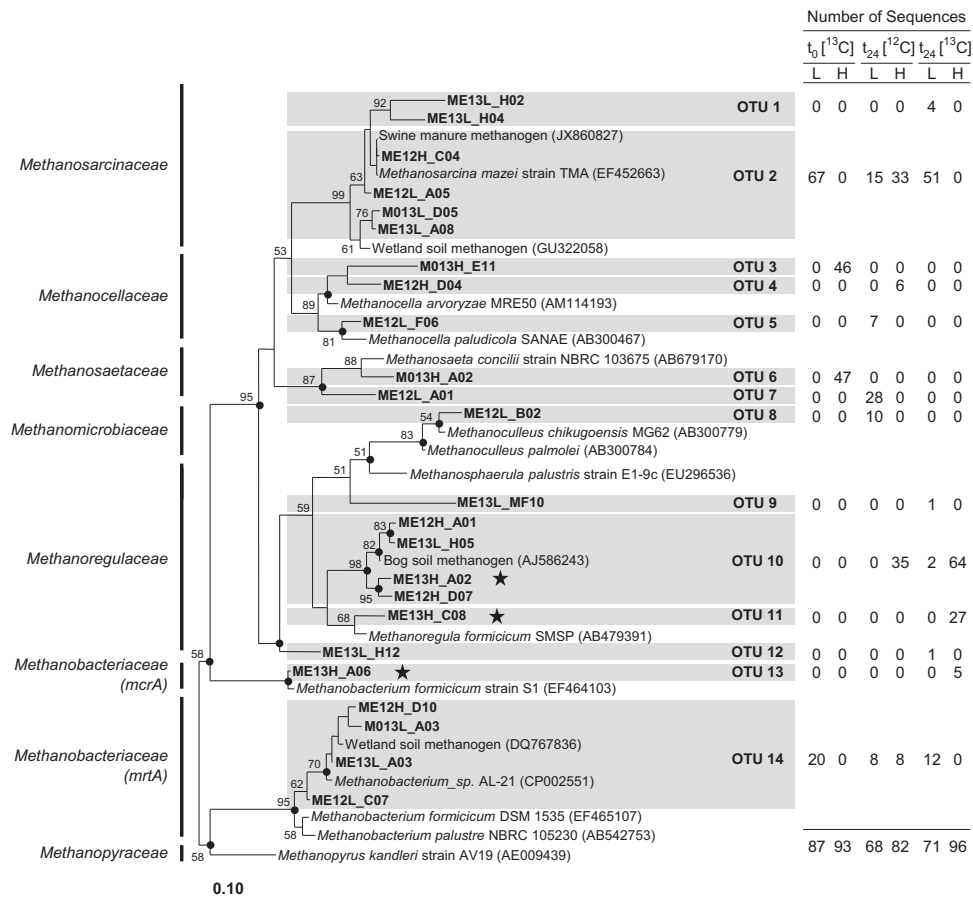 Number of Sequences
t0 [13C] t24 [12C] t24 [13C]
L H L H L H
92 ME13L_H02 OTU 1 0 0 0 0 4 0
ME13L_H04
Swine manure methanogen (JX860827)
ME12H_C04
Methanosarcinaceae
Methanosarcina mazei strain TMA (EF452663) OTU 2 67 0 15 33 51 0
63
ME12L_A05
99
76 M013L_D05
ME13L_A08
61 Wetland soil methanogen (GU322058)
53
M013H_E11 OTU 3 0 46 0 0 0 0
ME12H_D04 OTU 4 0 0 0 6 0 0
Methanocellaceae
89 Methanocella arvoryzae MRE50 (AM114193)
ME12L_F06 OTU 5 0 0 7 0 0 0
81 Methanocella paludicola SANAE (AB300467)
88 Methanosaeta concilii strain NBRC 103675 (AB679170)
Methanosaetaceae
87 M013H_A02 OTU 6 0 47 0 0 0 0
ME12L_A01 OTU 7 0 0 28 0 0 0
95
54 ME12L_B02 OTU 8 0 0 10 0 0 0
Methanomicrobiaceae
Methanoculleus chikugoensis MG62 (AB300779)
83 Methanoculleus palmolei (AB300784)
51
51 Methanosphaerula palustris strain E1-9c (EU296536)
ME13L_MF10 OTU 9 0 0 0 0 1 0
59
83 ME12H_A01
82 ME13L_H05
Methanoregulaceae
Bog soil methanogen (AJ586243) OTU 10 0 0 0 35 2 64
98
ME13H_A02
95 ME12H_D07
68 ME13H_C08 OTU 11 0 0 0 0 0 27
Methanoregula formicicum SMSP (AB479391)
ME13L_H12 OTU 12 0 0 0 0 1 0
58
Methanobacteriaceae
(mcrA)
ME13H_A06 OTU 13 0 0 0 0 0 5
Methanobacterium formicicum strain S1 (EF464103)
ME12H_D10
M013L_A03
Wetland soil methanogen (DQ767836)
Methanobacteriaceae
(mrtA)
ME13L_A03 OTU 14 20 0 8 8 12 0
70
Methanobacterium_sp. AL-21 (CP002551)
62
ME12L_C07
95
Methanobacterium formicicum DSM 1535 (EF465107)
58 Methanobacterium palustre NBRC 105230 (AB542753)
Methanopyraceae
58 Methanopyrus kandleri strain AV19 (AE009439) 87 93 68 82 71 96
0.10